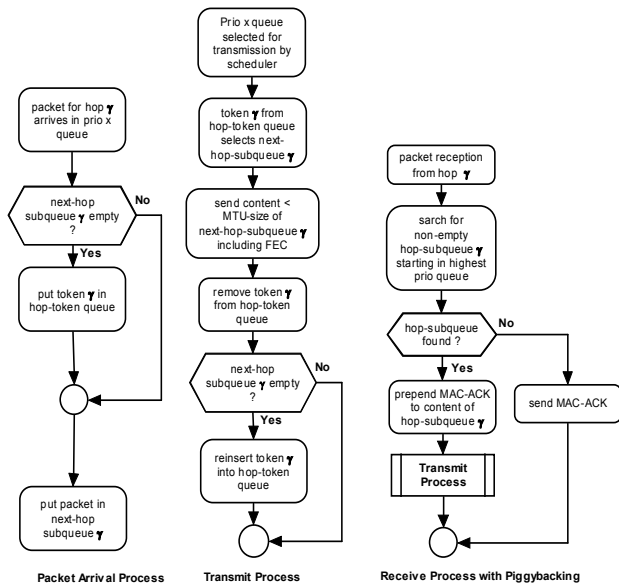 packet for hop γ
arrives in prio x
queue
next-hop
subqueue γ empty
?
No
Yes
put token γ in
hop-token queue
put packet in
next-hop
subqueue γ
Packet Arrival Process
Prio x queue
selected for
transmission by
scheduler
token γ from
hop-token queue
selects next-
hop-subqueue γ
send content <
MTU-size of
next-hop-subqueue γ
including FEC
remove token γ
from hop-token
queue
next-hop
subqueue γ empty
?
No
Yes
reinsert token γ
into hop-token
queue
Transmit Process
packet reception
from hop γ
sarch for
non-empty
hop-subqueue γ
starting in highest
prio queue
hop-subqueue
found ?
No
Yes
prepend MAC-ACK
to content of
hop-subqueue γ
send MAC-ACK
Transmit
Process
Receive Process with Piggybacking